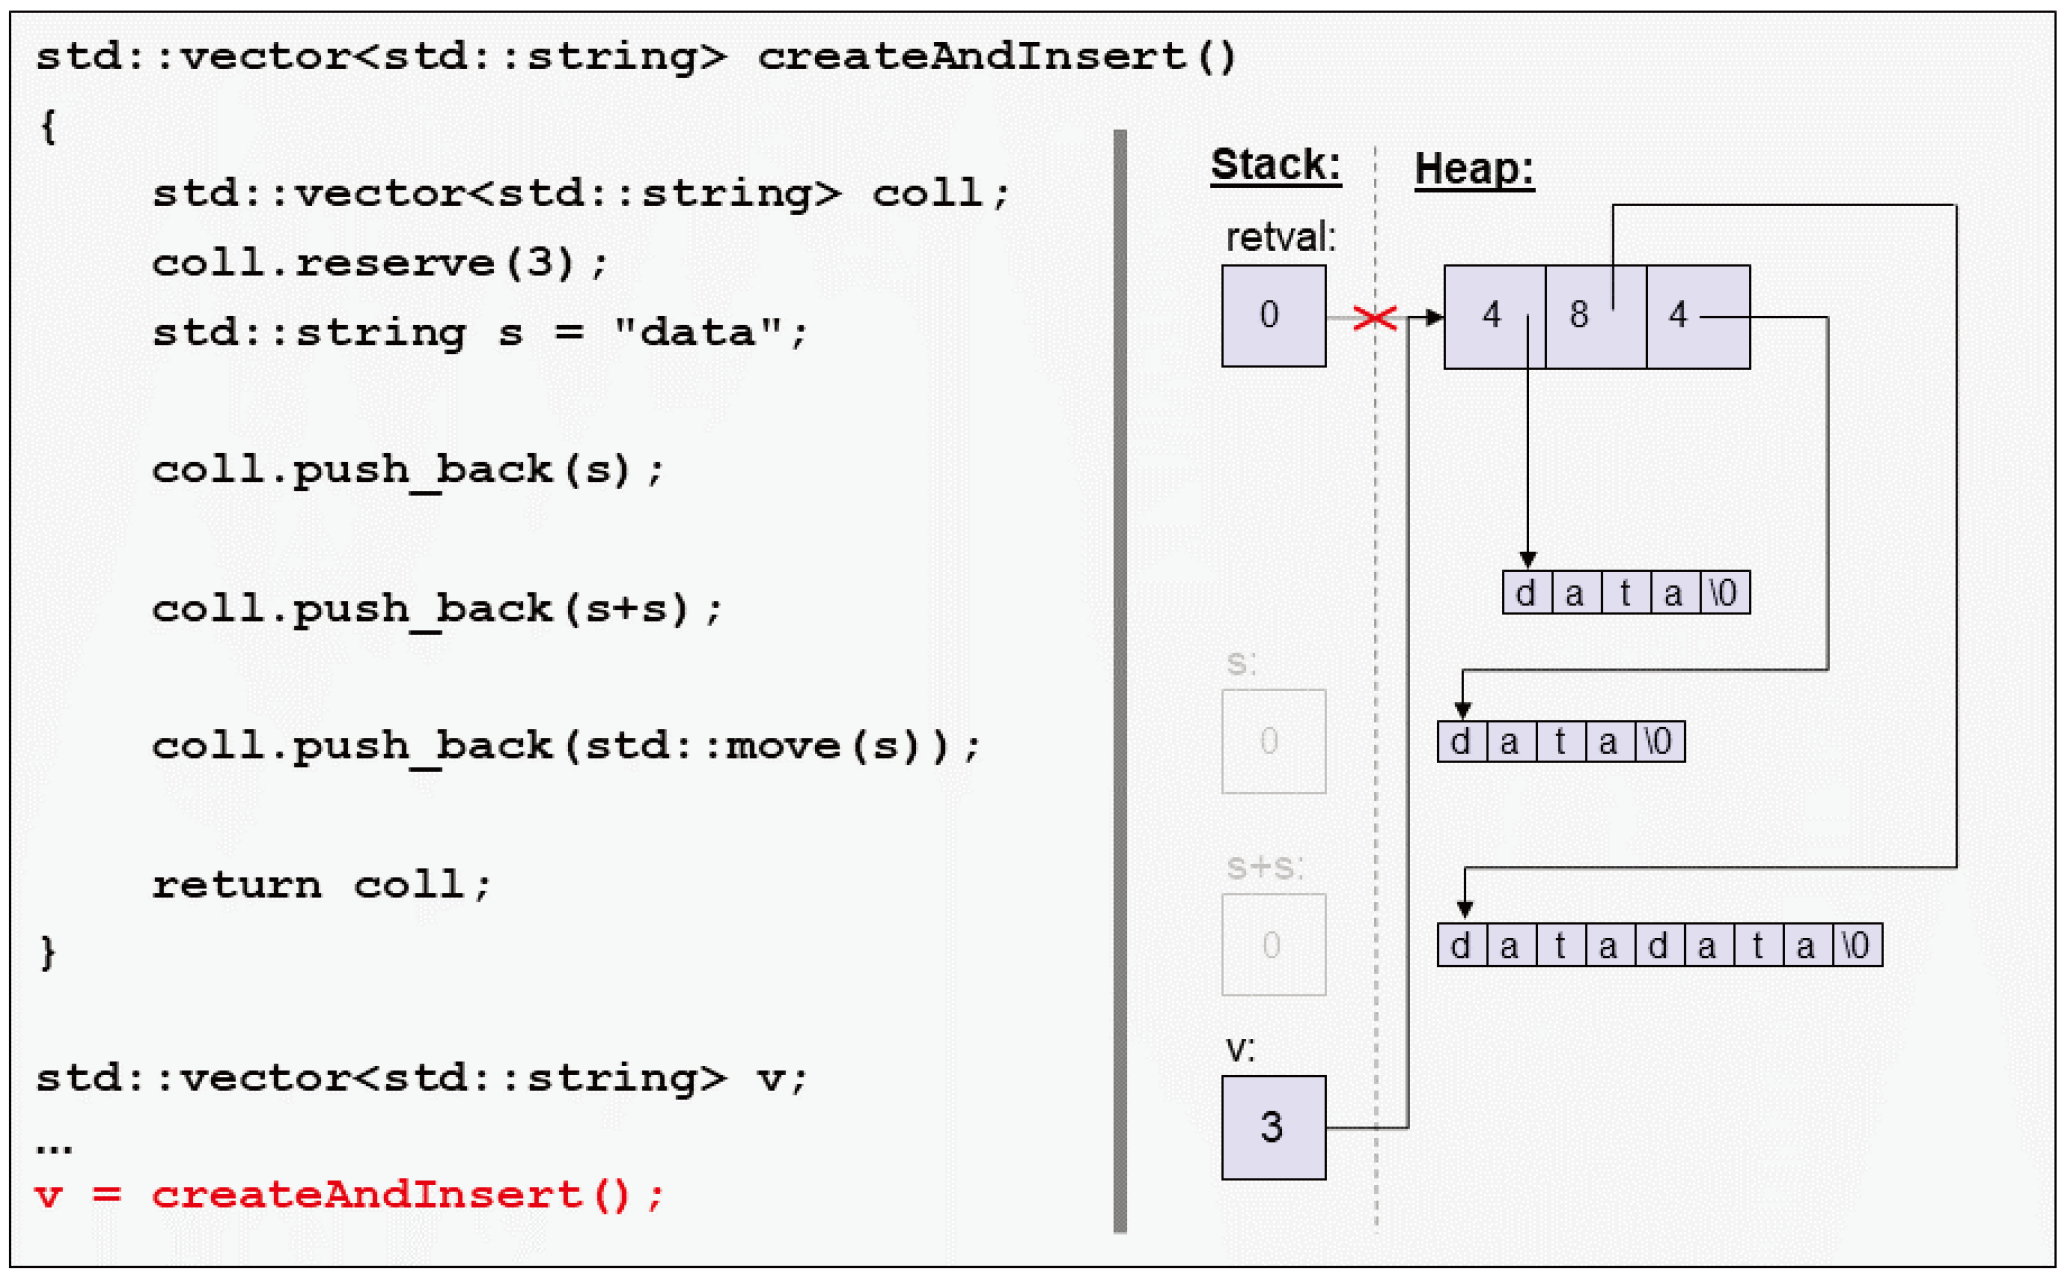 std::vector<std::string> createAndInsert()
{
std::vector<std::string> coll;
coll.reserve(3);
std::string s = "data";
coll.push_back(s);
coll.push_back(s+s);
coll.push_back(std::move(s));
return coll;
}
std::vector<std::string> v;
...
v = createAndInsert();
Stack:
Heap:
retval:
0
4 8 4
d a t a \0
s:
0
d a t a \0
s+s:
0
d a t a d a t a \0
v:
3